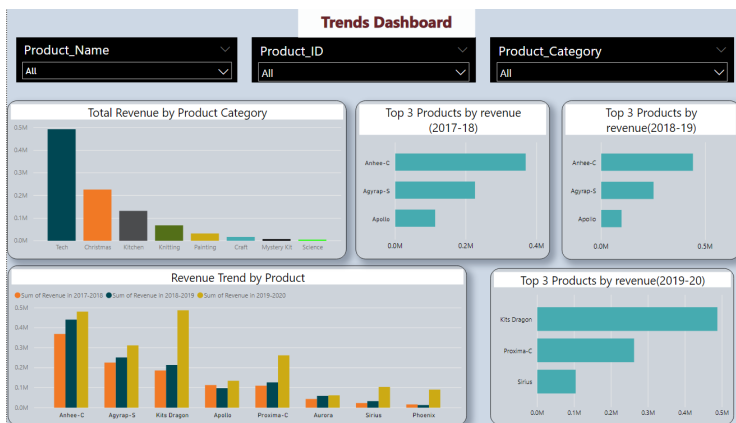 Trends Dashboard
Product_Name
All
Product_ID
All
Product_Category
All
Total Revenue by Product Category
0.5M
0.4M
0.3M
0.2M
0.1M
0.0M
Tech Christmas Kitchen Knitting Painting Craft Mystery Kit Science
Top 3 Products by revenue
(2017-18)
Anhee-C
Agyrap-S
Apollo
0.0M 0.2M 0.4M
Top 3 Products by
revenue(2018-19)
Anhee-C
Agyrap-S
Apollo
0.0M 0.5M
Revenue Trend by Product
Sum of Revenue in 2017-2018 Sum of Revenue in 2018-2019 Sum of Revenue in 2019-2020
0.5M
0.4M
0.3M
0.2M
0.1M
0.0M
Anhee-C Agyrap-S Kits Dragon Apollo Proxima-C Aurora Sirius Phoenix
Top 3 Products by revenue(2019-20)
Kits Dragon
Proxima-C
Sirius
0.0M 0.1M 0.2M 0.3M 0.4M 0.5M